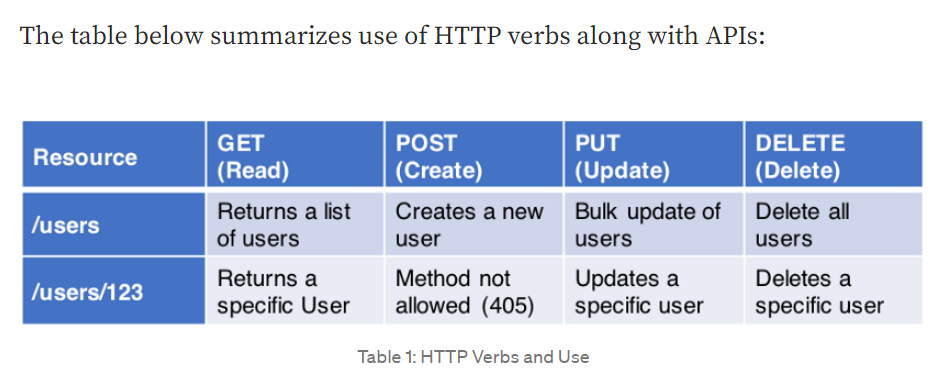 The table below summarizes use of HTTP verbs along with APIs:
Resource
GET
(Read)
POST
(Create)
PUT
(Update)
DELETE
(Delete)
/users
Returns a list
of users
Creates a new
user
Bulk update of
users
Delete all
users
/users/123
Returns a
specific User
Method not
allowed (405)
Updates a
specific user
Deletes a
specific user
Table 1: HTTP Verbs and Use